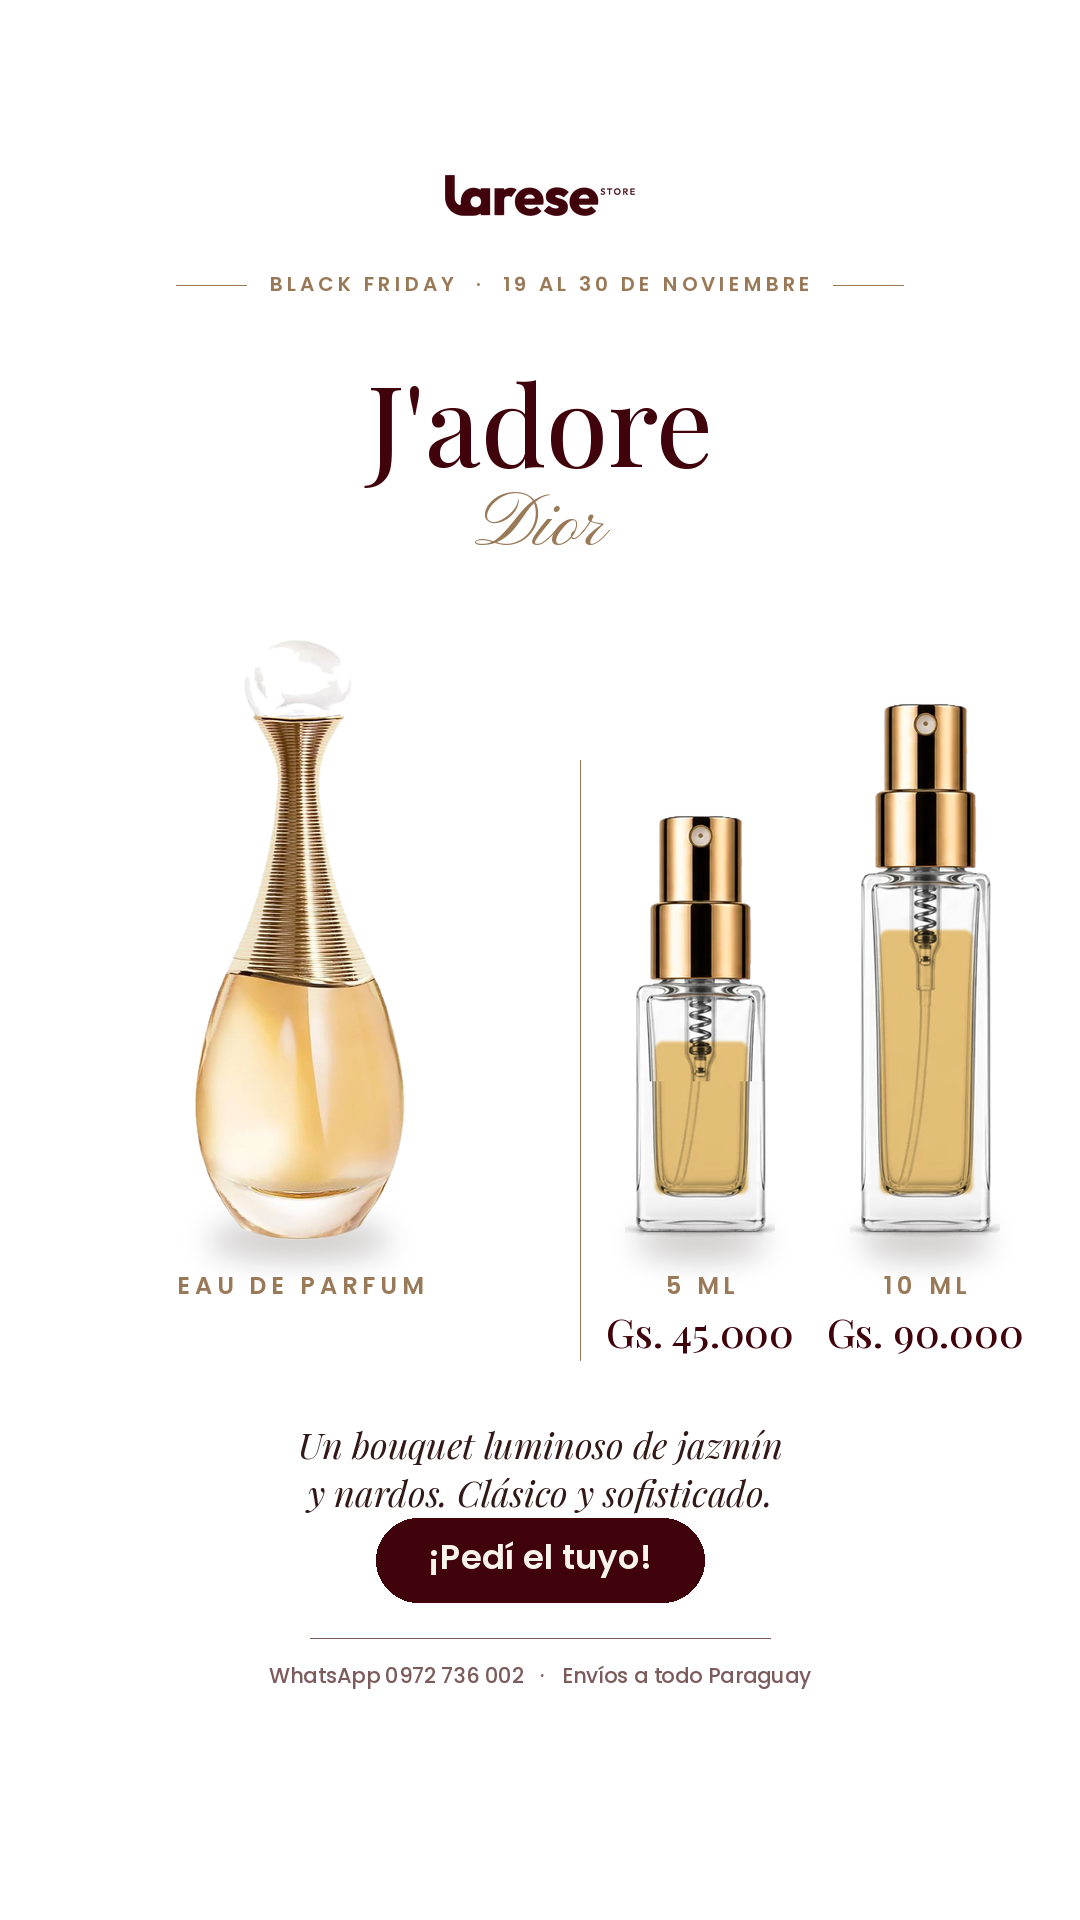 Larese STORE
BLACK FRIDAY · 19 AL 30 DE NOVIEMBRE
J'adore
Dior
EAU DE PARFUM
5 ML
Gs. 45.000
10 ML
Gs. 90.000
Un bouquet luminoso de jazmín
y nardos. Clásico y sofisticado.
¡Pedí el tuyo!
WhatsApp 0972 736 002 · Envíos a todo Paraguay